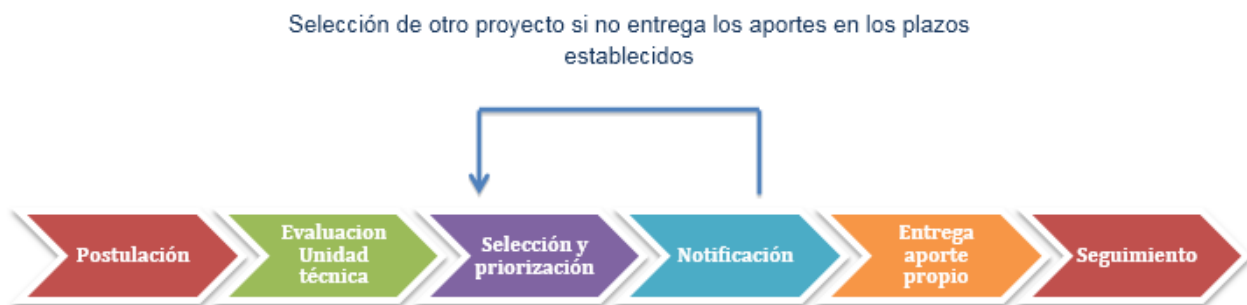 Selección de otro proyecto si no entrega los aportes en los plazos
establecidos
Postulación
Evaluacion
Unidad
técnica
Selección y
priorización
Notificación
Entrega
aporte
propio
Seguimiento